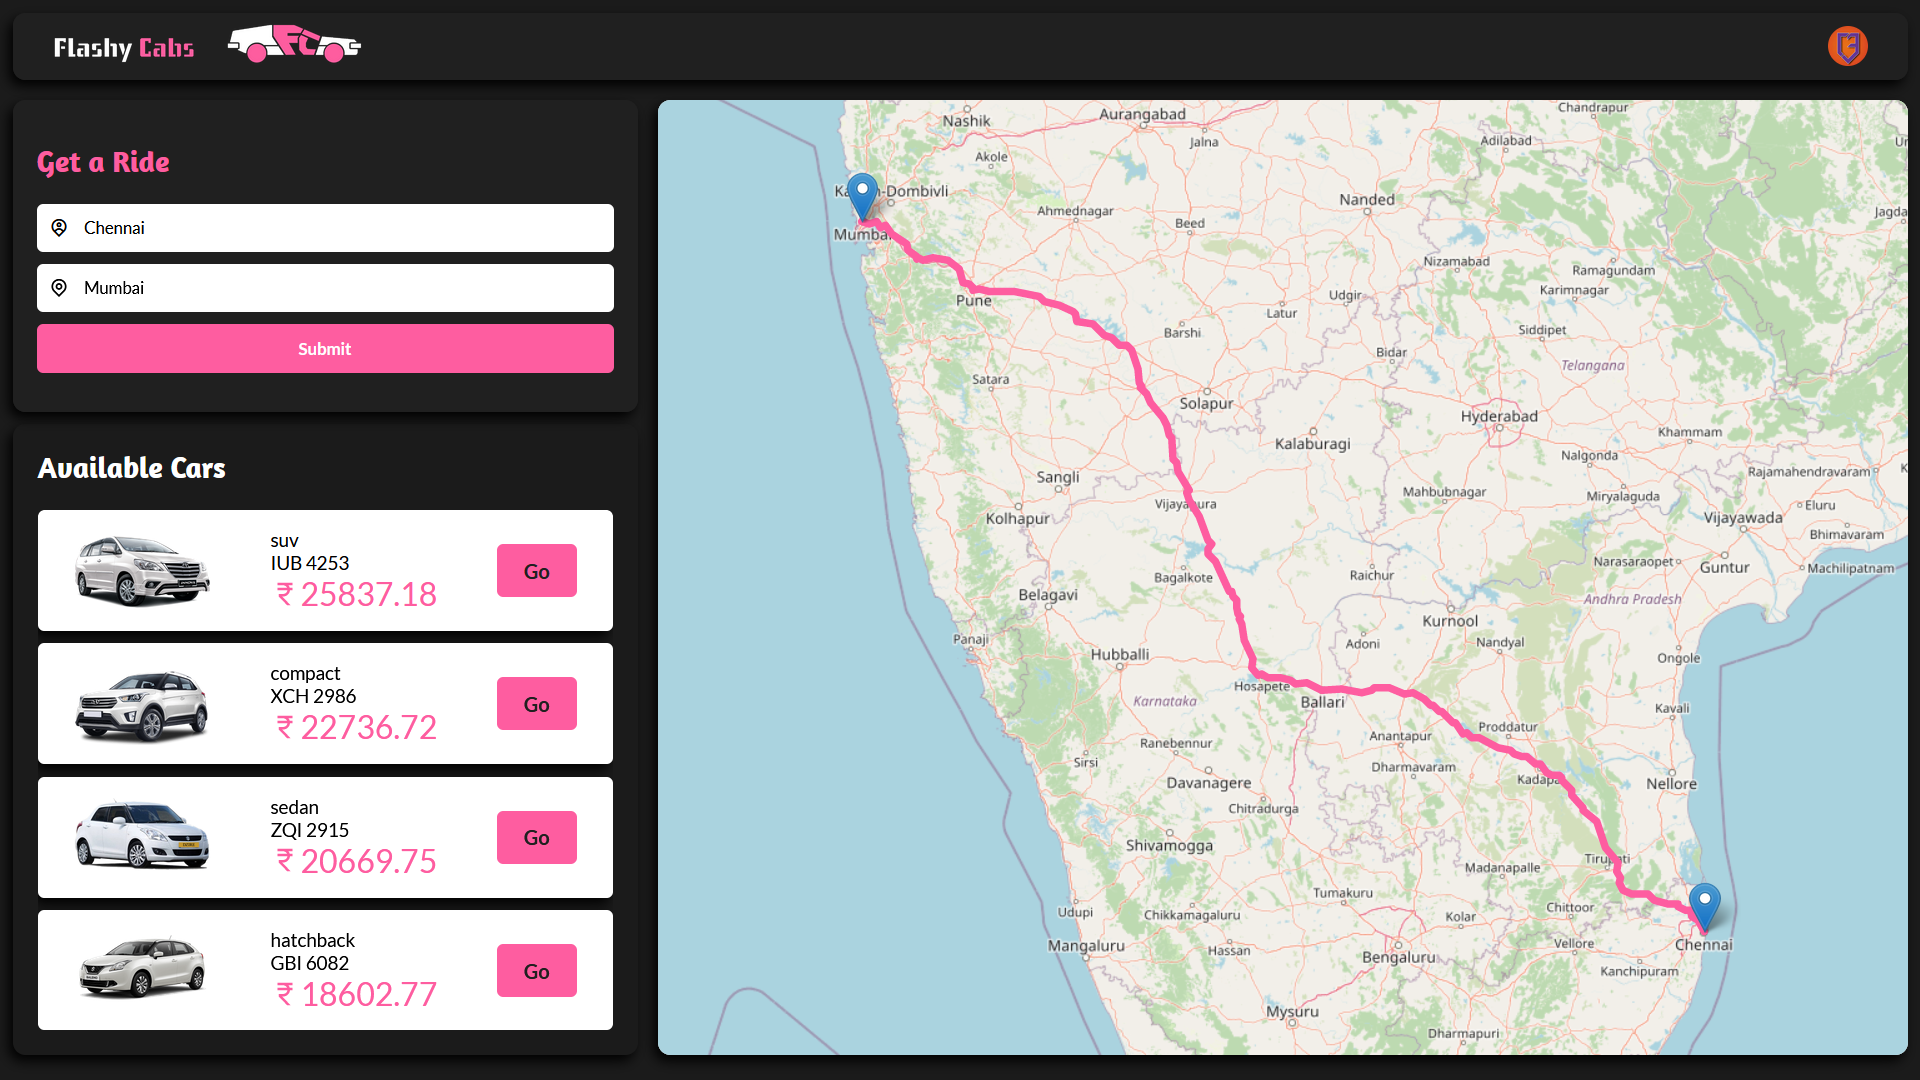 Flashy Cabs
Get a Ride
Chennai
Mumbai
Submit
Available Cars
suv
IUB 4253
₹ 25837.18
Go
compact
XCH 2986
₹ 22736.72
Go
sedan
ZQI 2915
₹ 20669.75
Go
hatchback
GBI 6082
₹ 18602.77
Go
Chandrapur
Aurangabad
Nashik
Jalna
Adilabad
Akole
-Dombivli
Nanded
Ahmednagar
Jagda
Beed
Mumbai
Nizamabad
Ramagundam
Karimnagar
Udgir
Pune
Latur
Siddipet
Barshi
Bidar
Telangana
Satara
Solapur
Hyderabad
Khammam
Kalaburagi
Nalgonda
Rajamahendravaram
Sangli
Mahbubnagar
Miryalaguda
Vijayapura
Eluru
Kolhapur
Vijayawada
Bhimavaram
Narasaraopet
Guntur
Machilipatnam
Bagalkote
Raichur
Belagavi
Andhra Pradesh
Kurnool
Panaji
Adoni
Nandyal
Hubballi
Ongole
Hosapete
Karnataka
Ballari
Kavali
Proddatur
Anantapur
Ranebennur
Sirsi
Dharmavaram
Kadapa
Davanagere
Nellore
Chitradurga
Shivamogga
Tirupati
Madanapalle
Tumakuru
Udupi
Chikkamagaluru
Kolar
Chittoor
Mangaluru
Hassan
Vellore
Chennai
Bengaluru
Kanchipuram
Mysuru
Dharmapuri